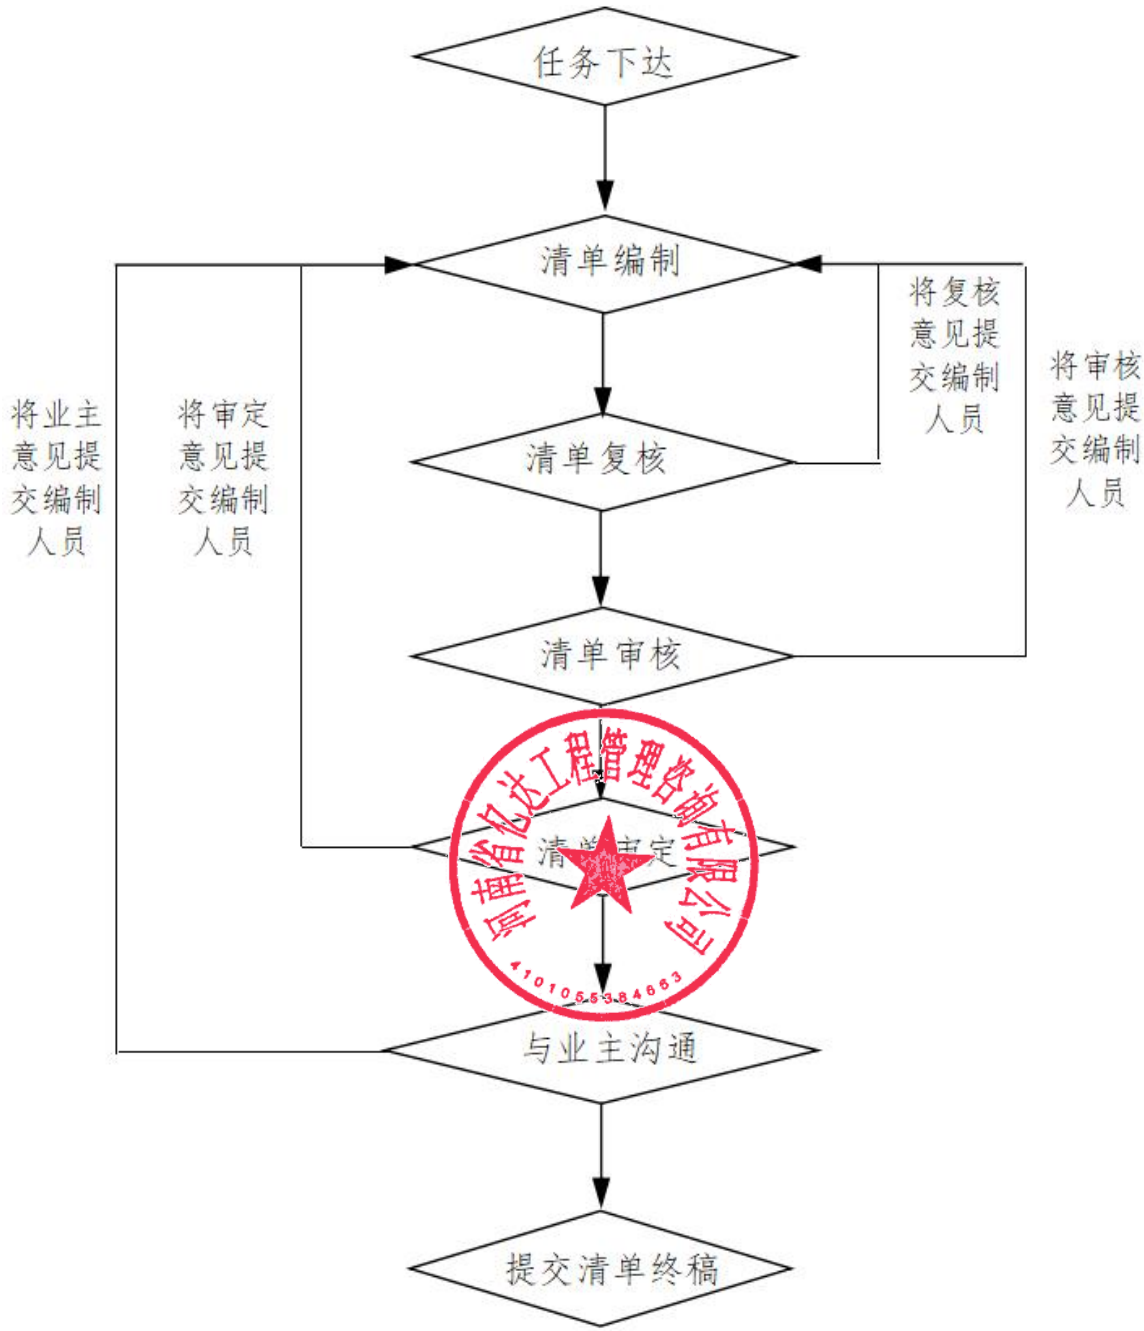 任务下达
清单编制
将复核
意见提
交编制
人员
将审核
意见提
交编制
人员
将业主
意见提
交编制
人员
将审定
意见提
交编制
人员
清单复核
清单审核
河南省亿达工程管理咨询有限公司
清单审定
4101055384663
与业主沟通
提交清单终稿